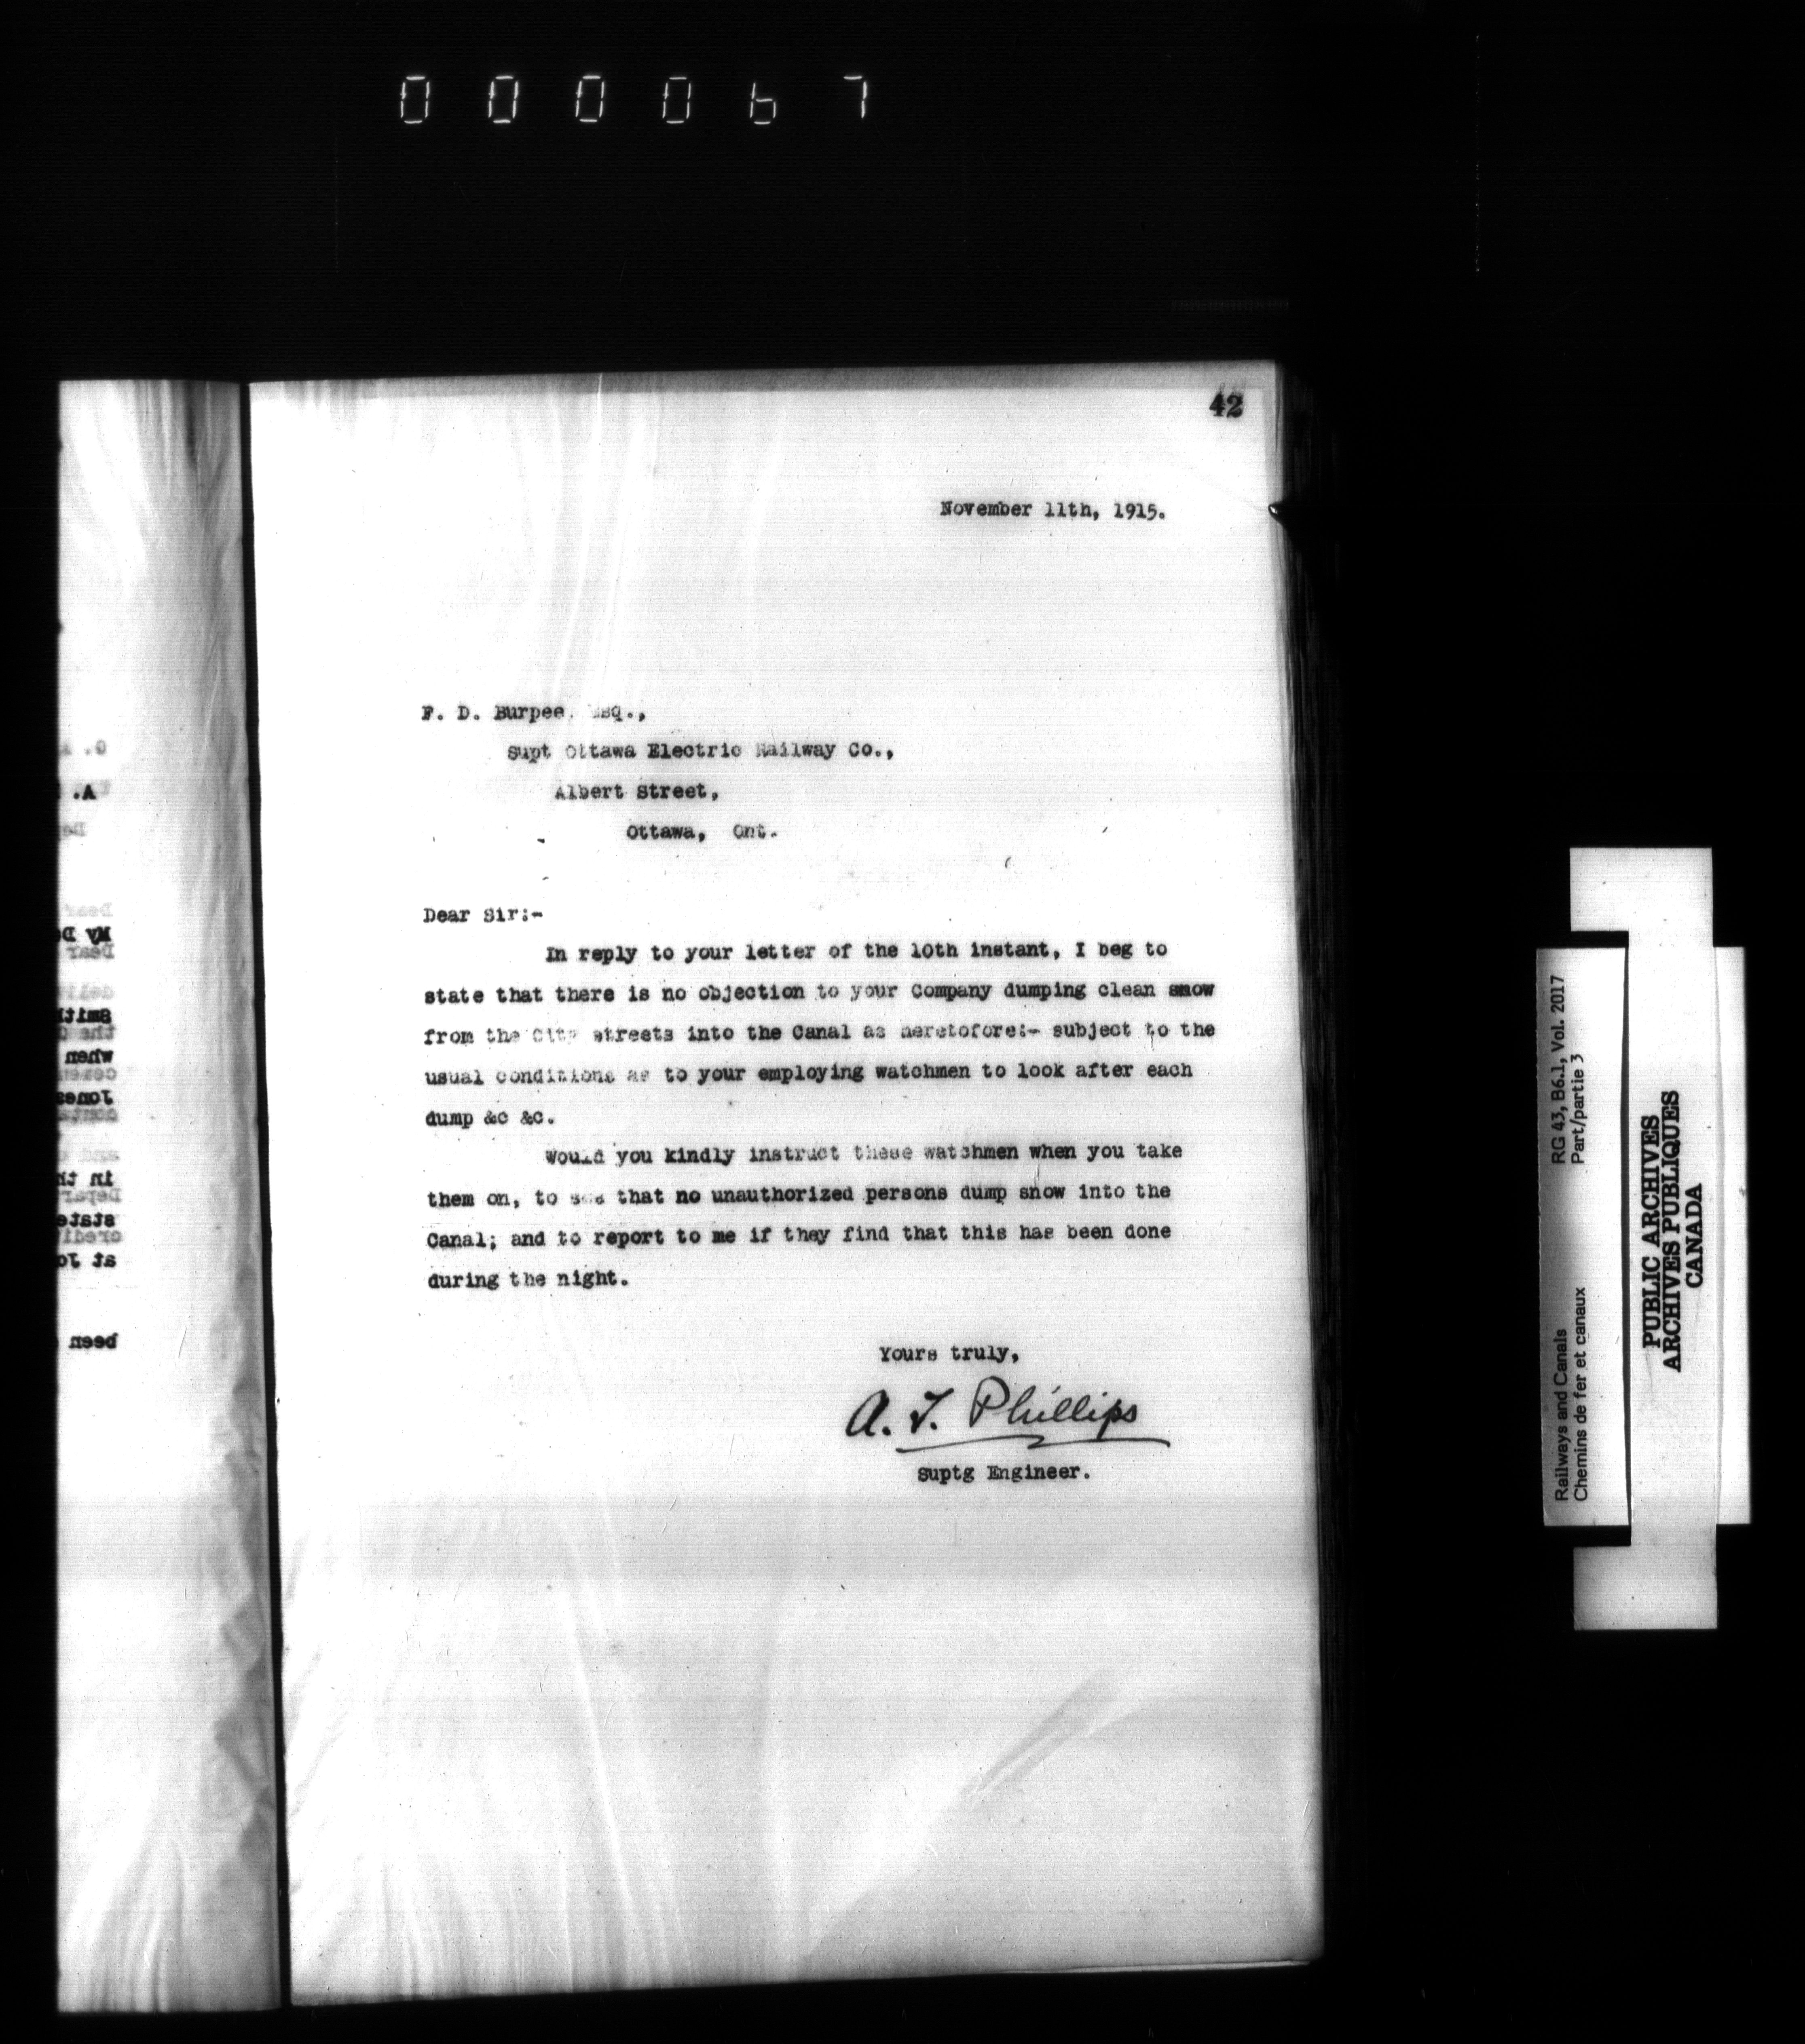 000067
42
November 11th, 1915.
F. D. Burpee, Esq.,
Supt Ottawa Electric Railway Co.,
Albert Street,
Ottawa, Ont.
Dear Sir:-
In reply to your letter of the 10th instant, I beg to
state that there is no objection to your Company dumping clean snow
from the City streets into the Canal as heretofore:- subject to the
usual conditions as to your employing watchmen to look after each
dump &c &c.
Would you kindly instruct these watchmen when you take
them on, to see that no unauthorized persons dump snow into the
Canal; and to report to me if they find that this has been done
during the night.
Yours truly,
A. T. Phillips
Suptg Engineer.
RG 43, B6.1, Vol. 2017
Part/partie 3
Railways and Canals
Chemins de fer et canaux
PUBLIC ARCHIVES
ARCHIVES PUBLIQUES
CANADA